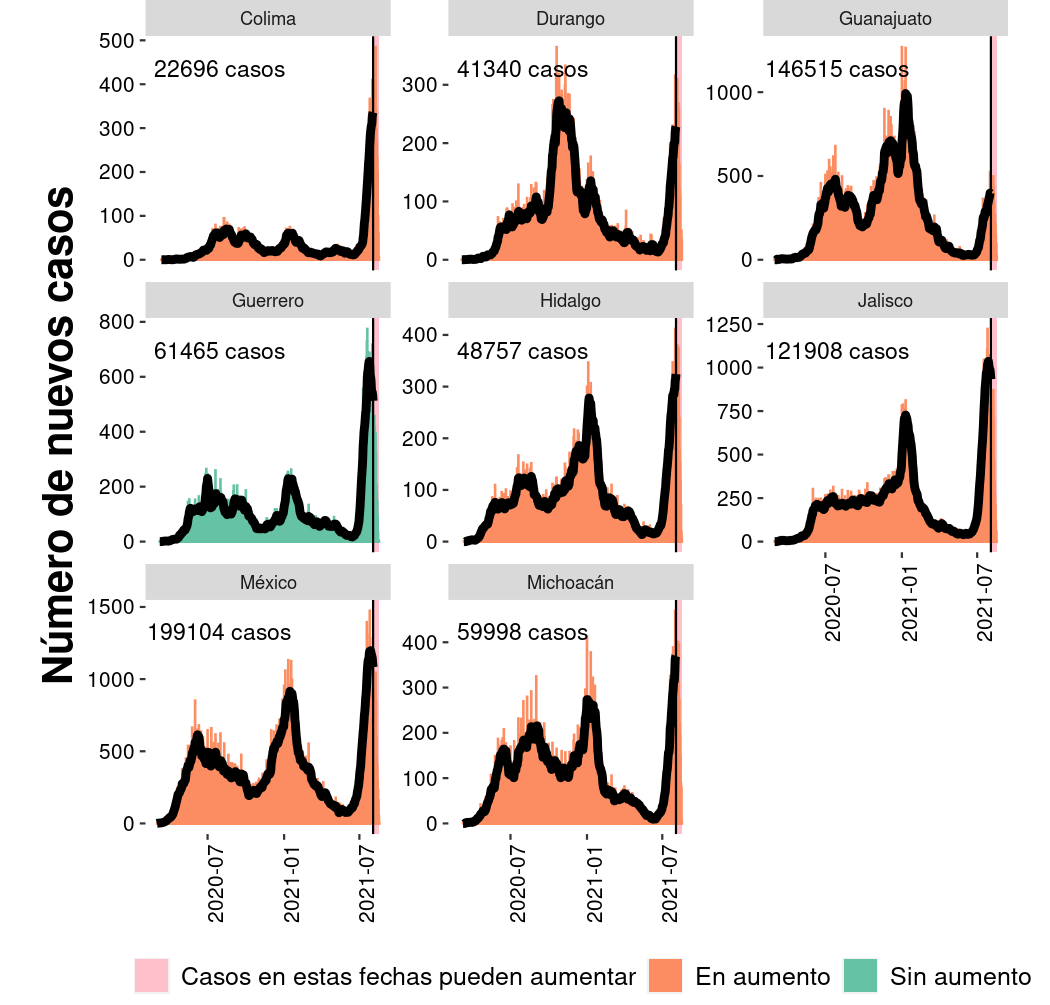 Número de nuevos casos
Colima
22696 casos
500
400
300
200
100
0
Durango
41340 casos
300
200
100
0
Guanajuato
146515 casos
1000
500
0
Guerrero
61465 casos
800
600
400
200
0
Hidalgo
48757 casos
400
300
200
100
0
Jalisco
121908 casos
1250
1000
750
500
250
0
2020-07
2021-01
2021-07
México
199104 casos
1500
1000
500
0
2020-07
2021-01
2021-07
Michoacán
59998 casos
400
300
200
100
0
2020-07
2021-01
2021-07
Casos en estas fechas pueden aumentar
En aumento
Sin aumento